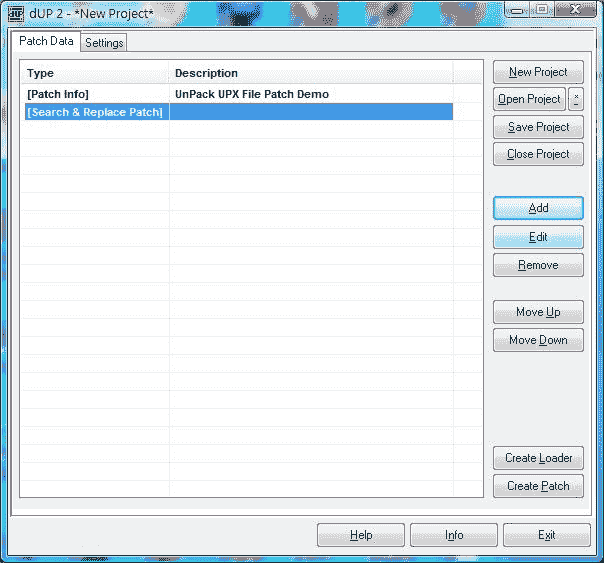 dUP 2 - *New Project*
Patch Data
Settings
Type Description
[Patch Info] UnPack UPX File Patch Demo
[Search & Replace Patch]
New Project
Open Project *
Save Project
Close Project
Add
Edit
Remove
Move Up
Move Down
Create Loader
Create Patch
Help Info Exit